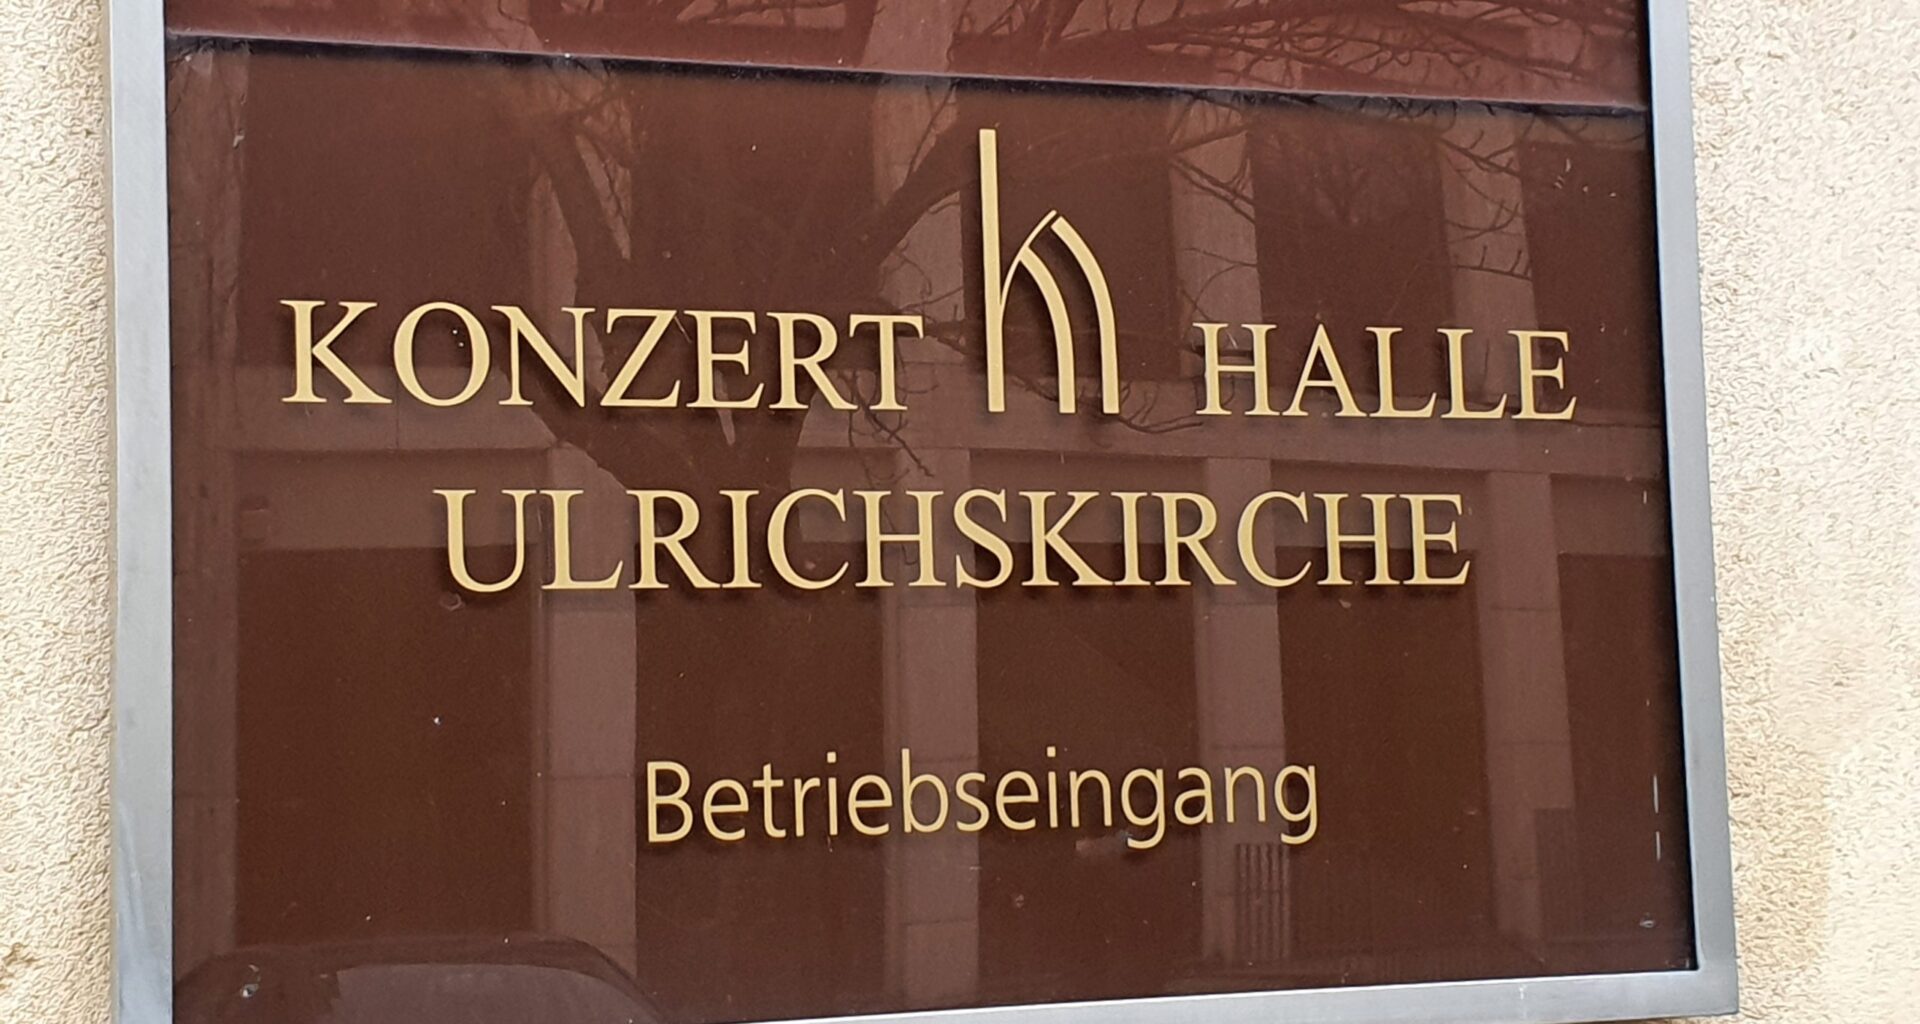 KONZERT HALLE
ULRICHSKIRCHE
Betriebseingang